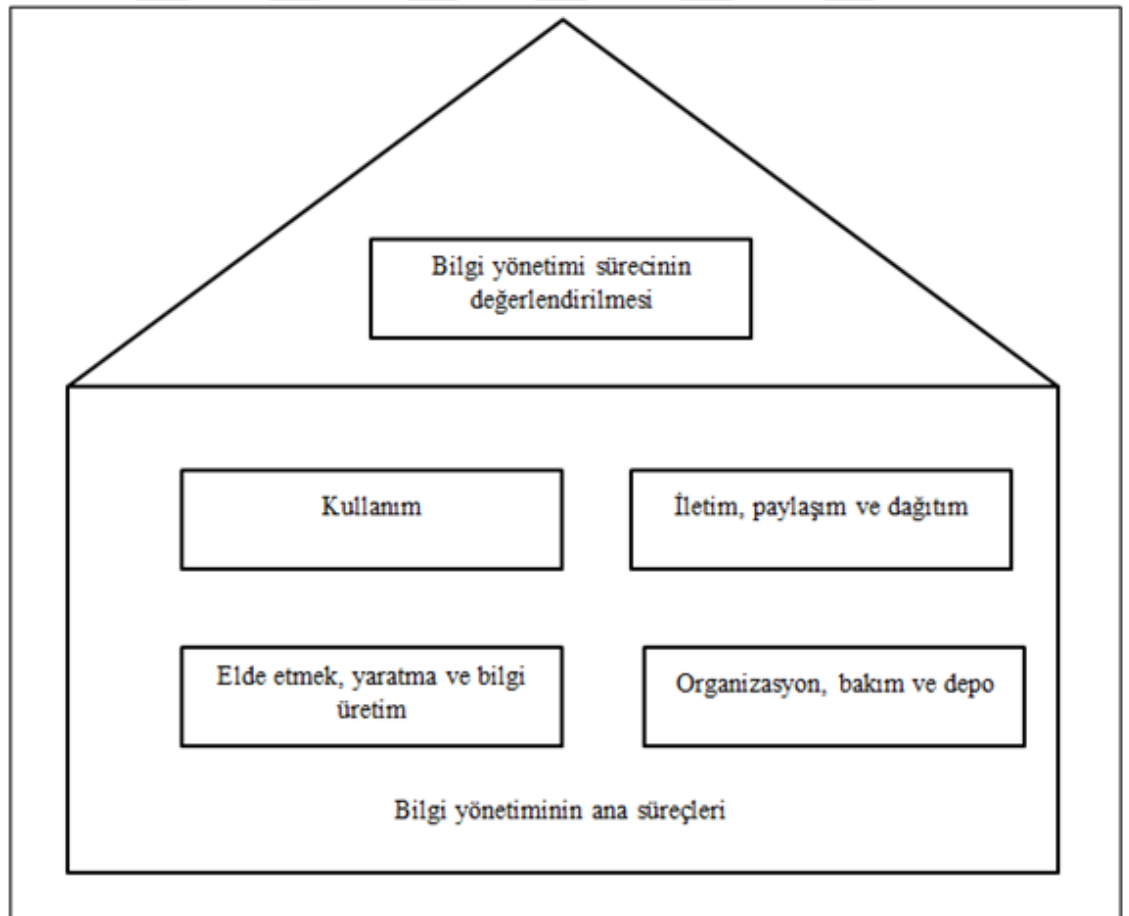 Bilgi yönetimi sürecinin
değerlendirilmesi
Kullanım
İletim, paylaşım ve dağıtım
Elde etmek, yaratma ve bilgi
üretim
Organizasyon, bakım ve depo
Bilgi yönetiminin ana süreçleri